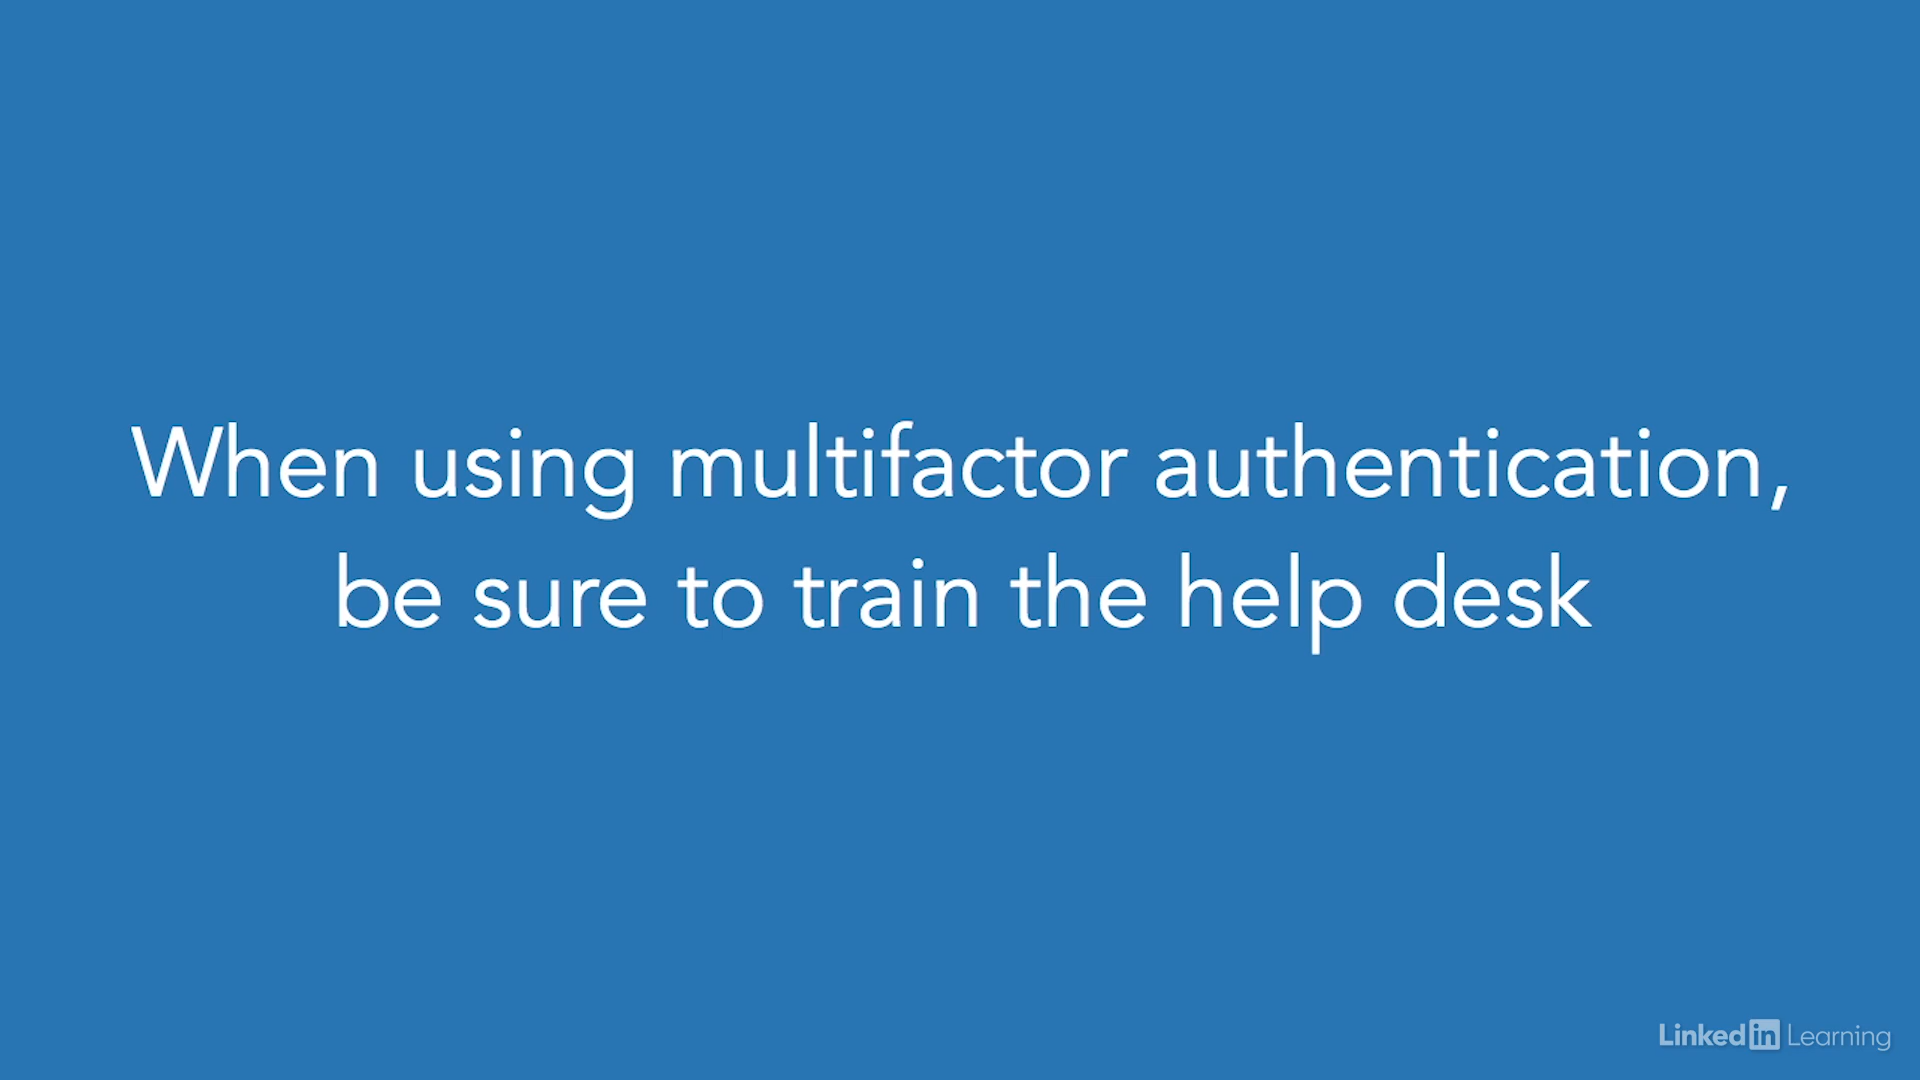 When using multifactor authentication,
be sure to train the help desk
Linked in Learning